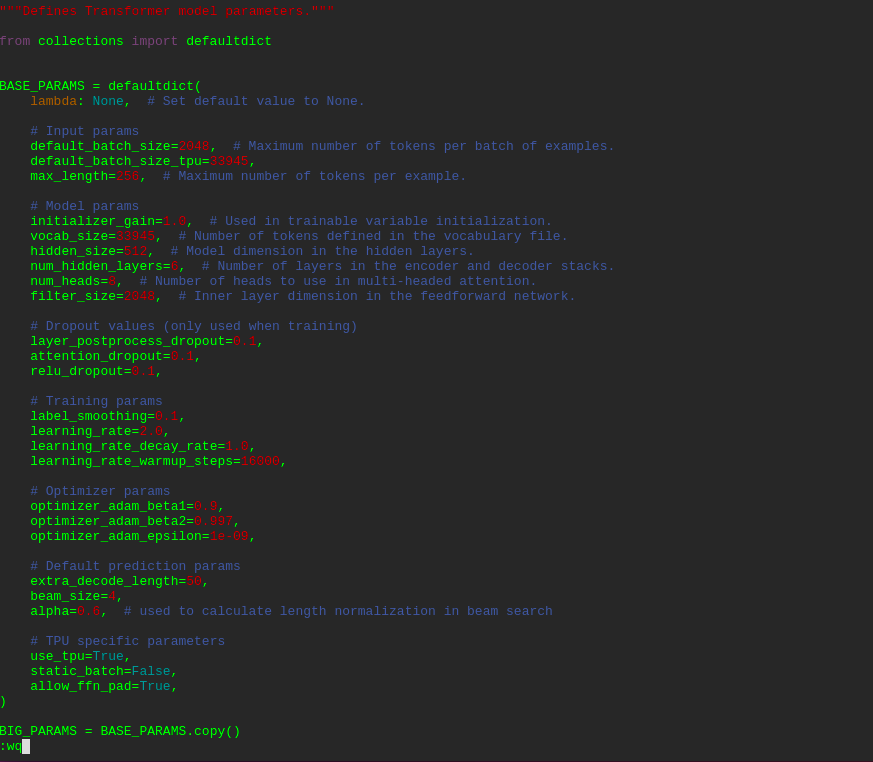 """Defines Transformer model parameters."""
from collections import defaultdict
BASE_PARAMS = defaultdict(
lambda: None,  # Set default value to None.
# Input params
default_batch_size=2048,  # Maximum number of tokens per batch of examples.
default_batch_size_tpu=33945,
max_length=256,  # Maximum number of tokens per example.
# Model params
initializer_gain=1.0,  # Used in trainable variable initialization.
vocab_size=33945,  # Number of tokens defined in the vocabulary file.
hidden_size=512,  # Model dimension in the hidden layers.
num_hidden_layers=6,  # Number of layers in the encoder and decoder stacks.
num_heads=8,  # Number of heads to use in multi-headed attention.
filter_size=2048,  # Inner layer dimension in the feedforward network.
# Dropout values (only used when training)
layer_postprocess_dropout=0.1,
attention_dropout=0.1,
relu_dropout=0.1,
# Training params
label_smoothing=0.1,
learning_rate=2.0,
learning_rate_decay_rate=1.0,
learning_rate_warmup_steps=16000,
# Optimizer params
optimizer_adam_beta1=0.9,
optimizer_adam_beta2=0.997,
optimizer_adam_epsilon=1e-09,
# Default prediction params
extra_decode_length=50,
beam_size=4,
alpha=0.6,  # used to calculate length normalization in beam search
# TPU specific parameters
use_tpu=True,
static_batch=False,
allow_ffn_pad=True,
)
BIG_PARAMS = BASE_PARAMS.copy()
:wq